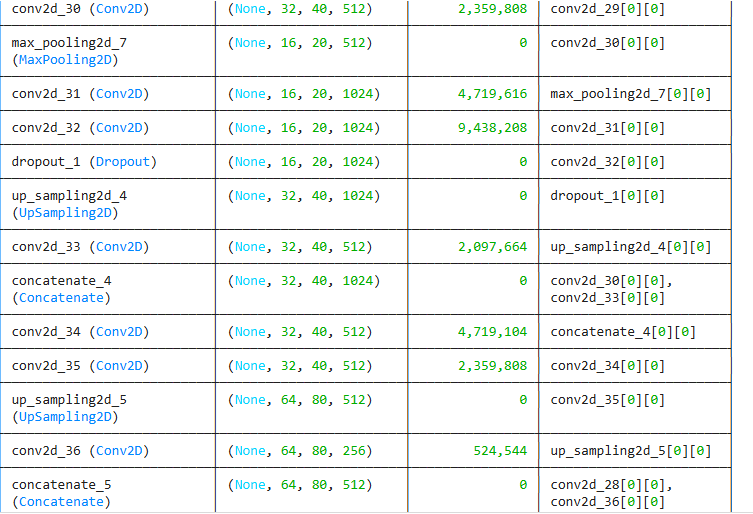 conv2d_30 (Conv2D) (None, 32, 40, 512) 2,359,808 conv2d_29[0][0]
max_pooling2d_7 (None, 16, 20, 512) 0 conv2d_30[0][0]
(MaxPooling2D)
conv2d_31 (Conv2D) (None, 16, 20, 1024) 4,719,616 max_pooling2d_7[0][0]
conv2d_32 (Conv2D) (None, 16, 20, 1024) 9,438,208 conv2d_31[0][0]
dropout_1 (Dropout) (None, 16, 20, 1024) 0 conv2d_32[0][0]
up_sampling2d_4 (None, 32, 40, 1024) 0 dropout_1[0][0]
(UpSampling2D)
conv2d_33 (Conv2D) (None, 32, 40, 512) 2,097,664 up_sampling2d_4[0][0]
concatenate_4 (None, 32, 40, 1024) 0 conv2d_30[0][0],
(Concatenate) conv2d_33[0][0]
conv2d_34 (Conv2D) (None, 32, 40, 512) 4,719,104 concatenate_4[0][0]
conv2d_35 (Conv2D) (None, 32, 40, 512) 2,359,808 conv2d_34[0][0]
up_sampling2d_5 (None, 64, 80, 512) 0 conv2d_35[0][0]
(UpSampling2D)
conv2d_36 (Conv2D) (None, 64, 80, 256) 524,544 up_sampling2d_5[0][0]
concatenate_5 (None, 64, 80, 512) 0 conv2d_28[0][0],
(Concatenate) conv2d_36[0][0]